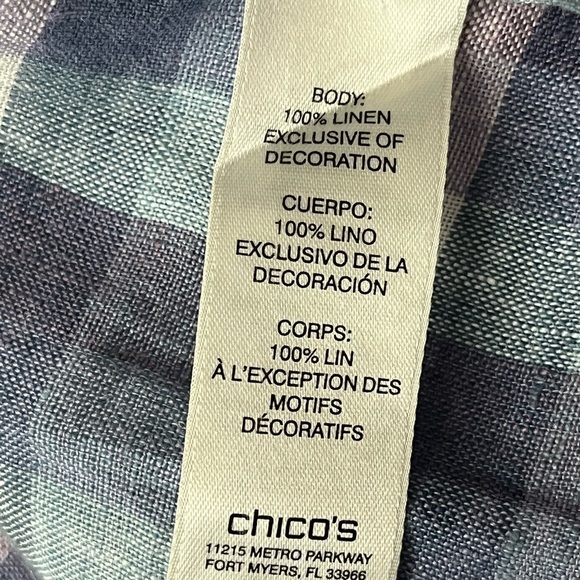 BODY:
100% LINEN
EXCLUSIVE OF
DECORATION
CUERPO:
100% LINO
EXCLUSIVO DE LA
DECORACIÓN
CORPS:
100% LIN
À L'EXCEPTION DES
MOTIFS
DÉCORATIFS
chico's
11215 METRO PARKWAY
FORT MYERS, FL 33966